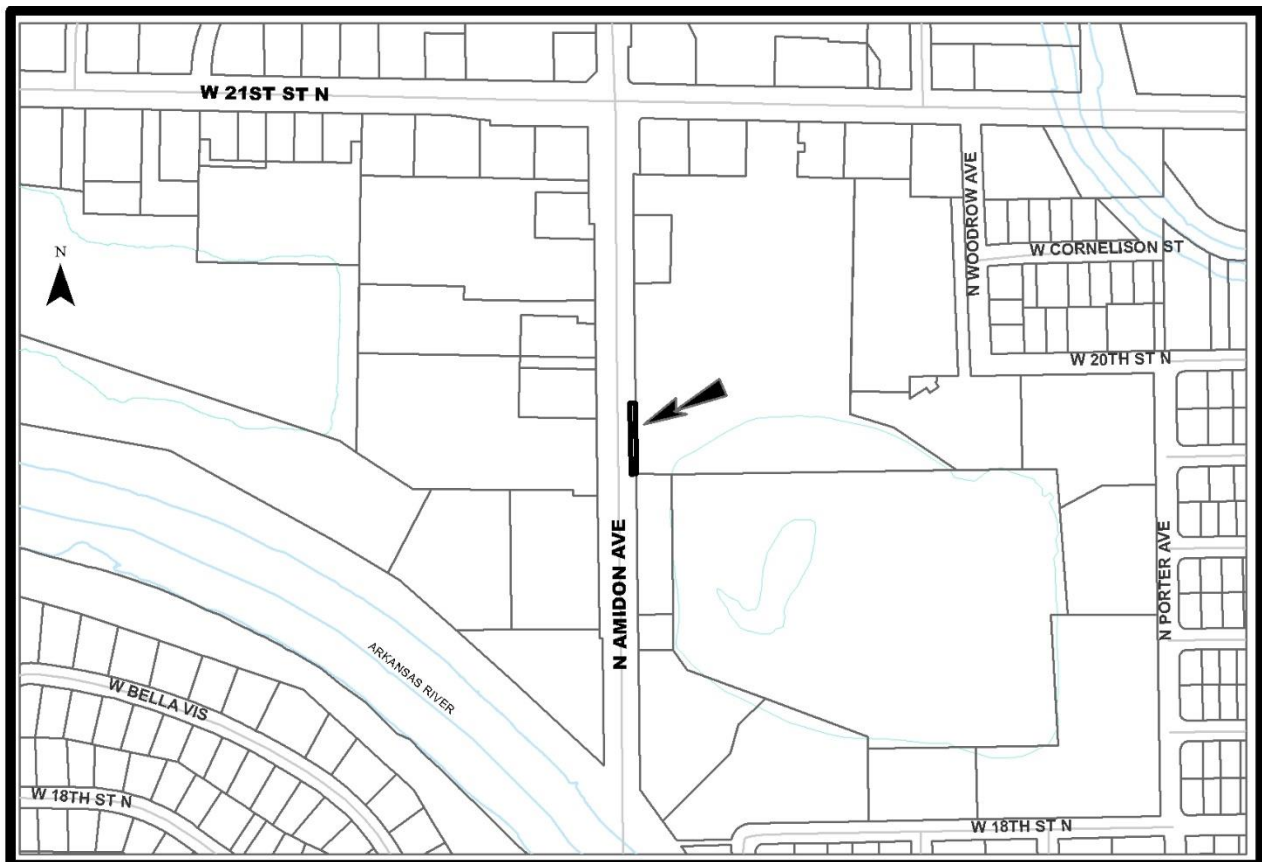 W 21ST ST N
N WOODROW AVE
W CORNELISON ST
N
W 20TH ST N
N AMIDON AVE
N PORTER AVE
ARKANSAS RIVER
W BELLA VIS
W 18TH ST N
W 18TH ST N